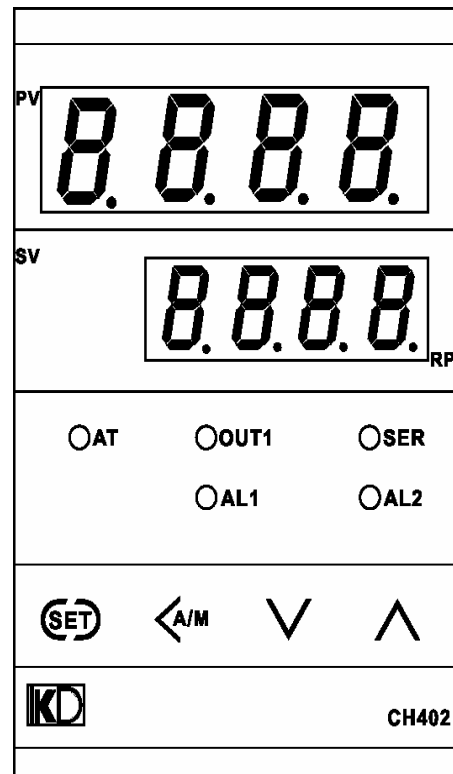 PV
8.8.8.8.
SV
8.8.8.8.
RP
AT OUT1 SER
AL1 AL2
SET A/M
KD
CH402